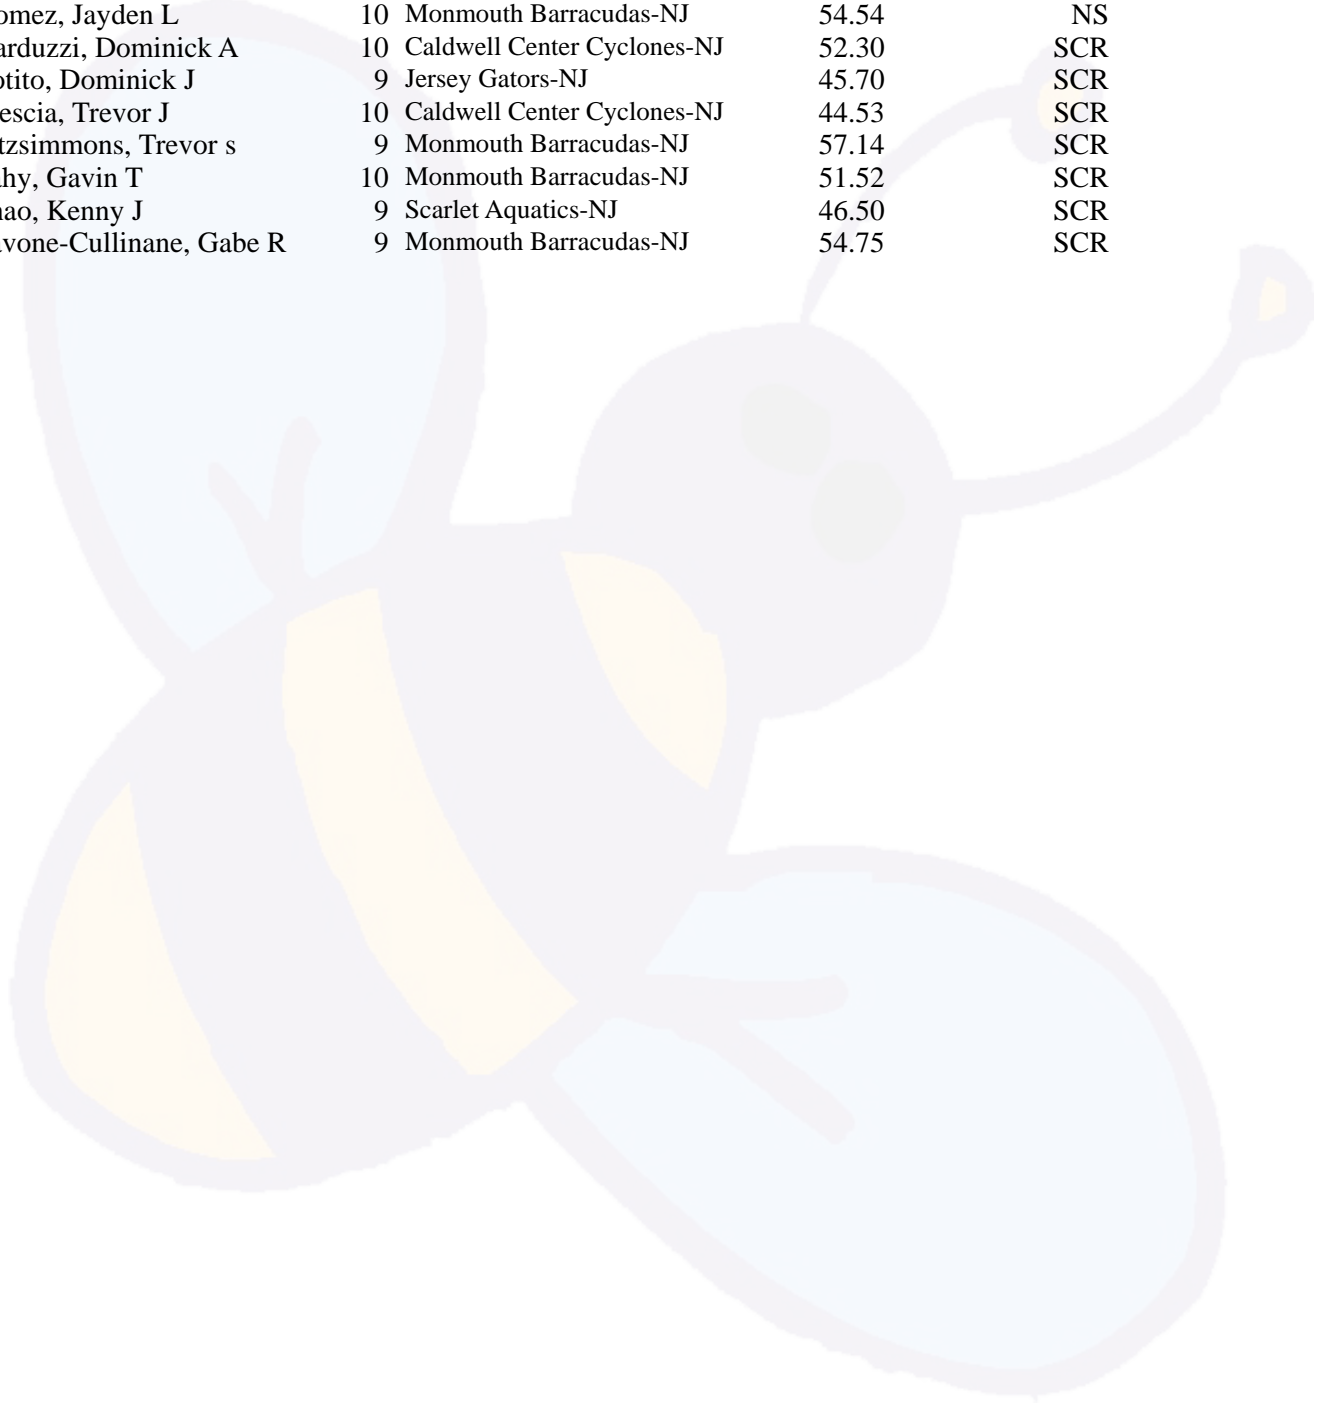 omez, Jayden L 10 Monmouth Barracudas-NJ 54.54 NS
arduzzi, Dominick A 10 Caldwell Center Cyclones-NJ 52.30 SCR
otito, Dominick J 9 Jersey Gators-NJ 45.70 SCR
escia, Trevor J 10 Caldwell Center Cyclones-NJ 44.53 SCR
tzsimmons, Trevor s 9 Monmouth Barracudas-NJ 57.14 SCR
ahy, Gavin T 10 Monmouth Barracudas-NJ 51.52 SCR
hao, Kenny J 9 Scarlet Aquatics-NJ 46.50 SCR
avone-Cullinane, Gabe R 9 Monmouth Barracudas-NJ 54.75 SCR